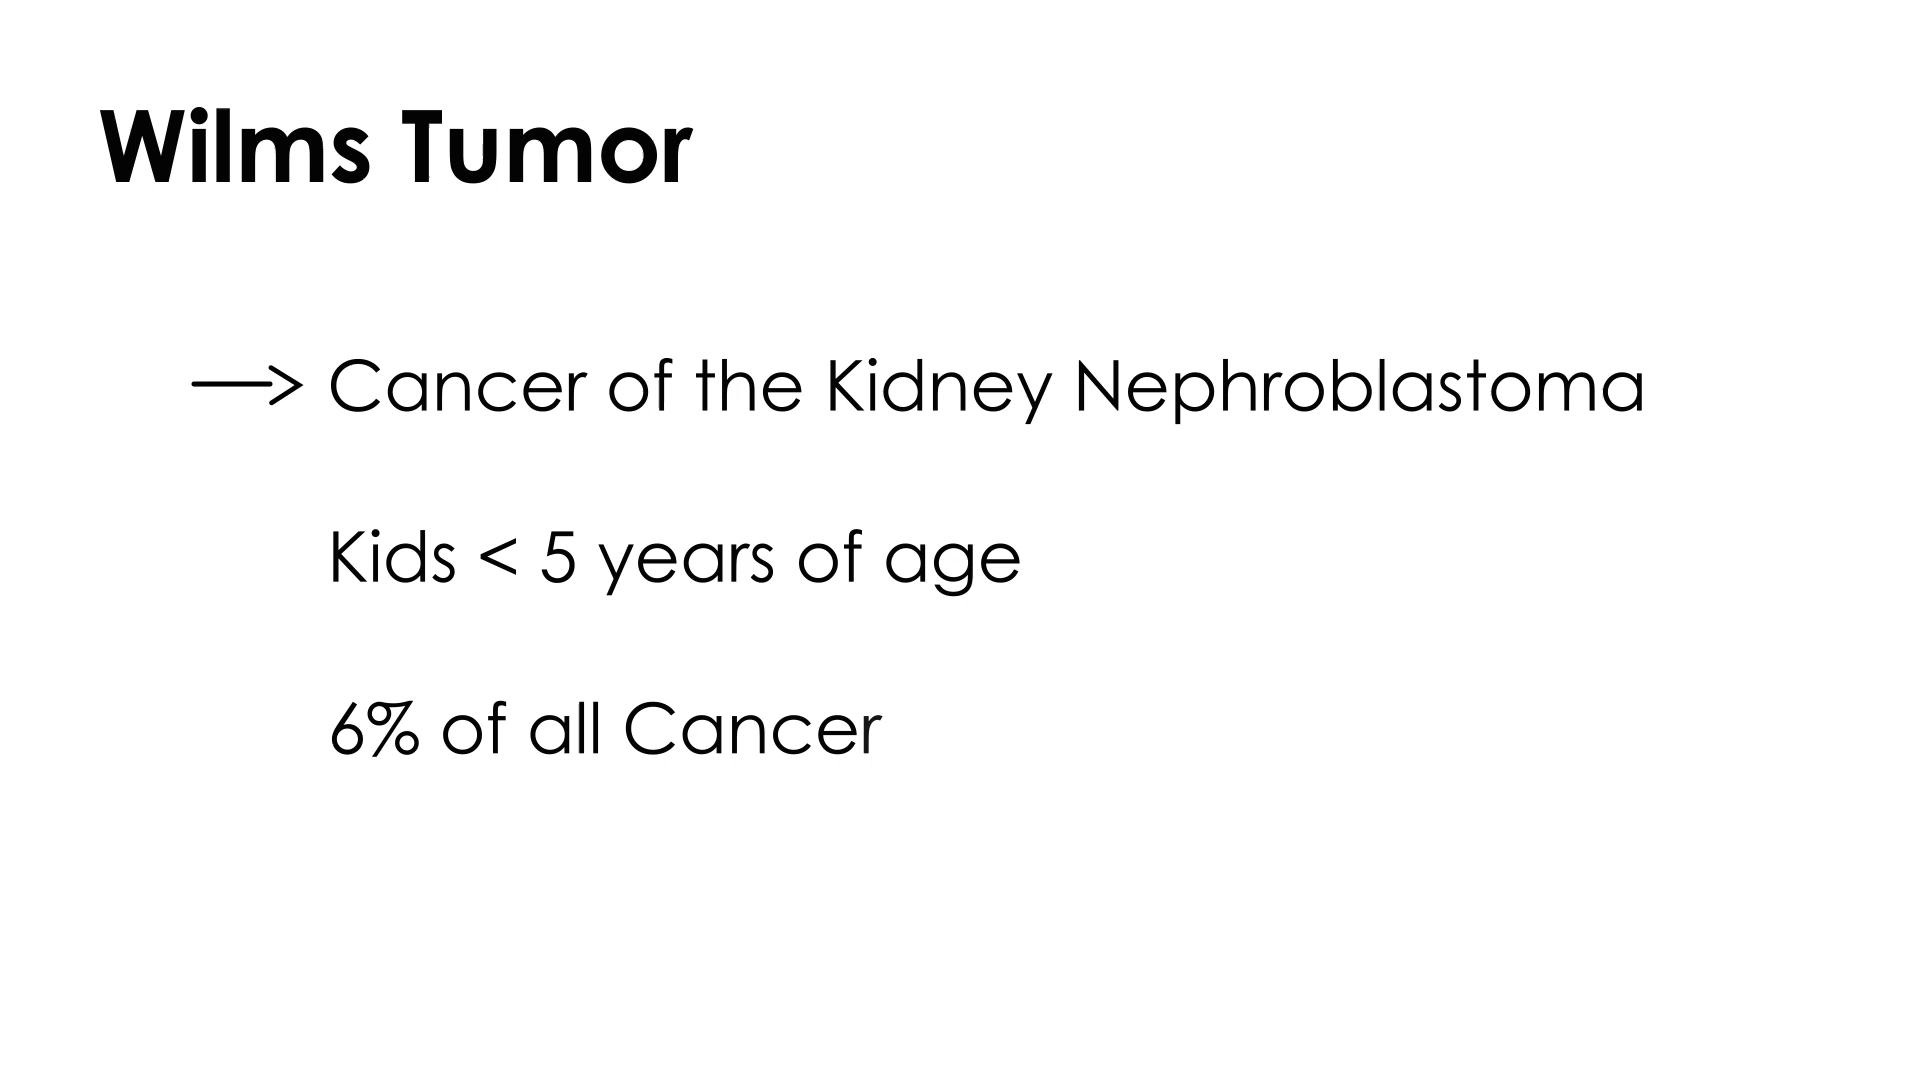 Wilms Tumor
Cancer of the Kidney Nephroblastoma
Kids < 5 years of age
6% of all Cancer